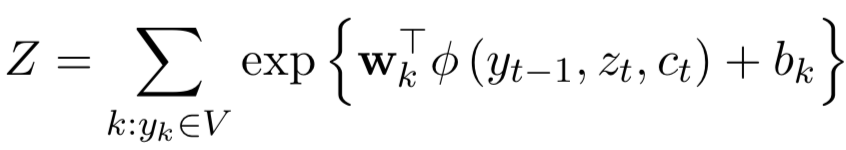 Z = \sum_{k: y_k \in V} \exp \left\{ \mathbf{w}_k^\top \phi \left( y_{t-1}, z_t, c_t \right) + b_k \right\}